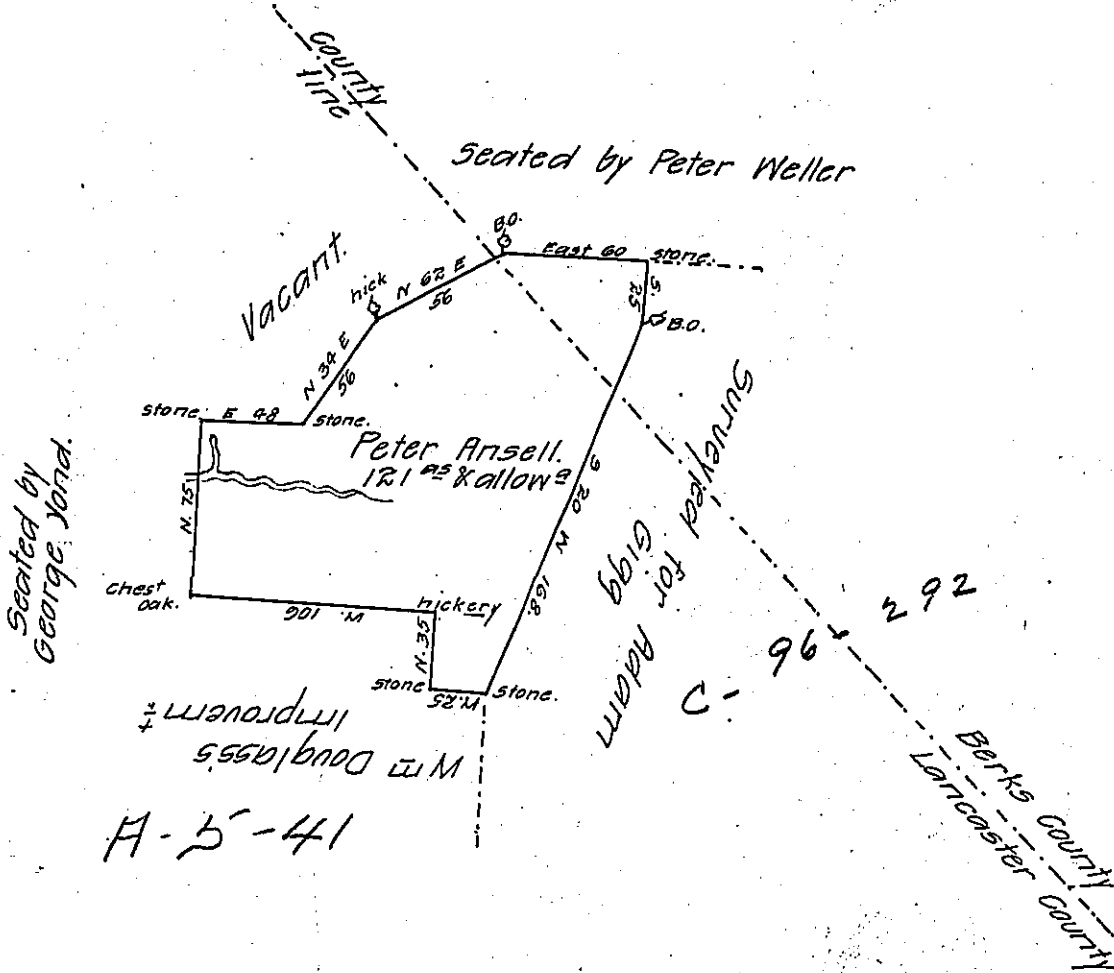 County
line
Seated by Peter Weller
B.O.
East 60
stone.
S.
25
B.O.
N 62 E
56
hick
Vacant.
N 34 E
56
stone.
E 48
stone.
Peter Ansell.
121 as & allowe
N. 75
Seated by
George Yond.
Chest
oak.
W. 106
hickery
N. 35
stone
W. 25
stone.
S 20 W 168.
Surveyed for Adam
Gigg
Wm Douglass's
Improvemt
C- 96 292
A-5-41
Berks County
Lancaster County